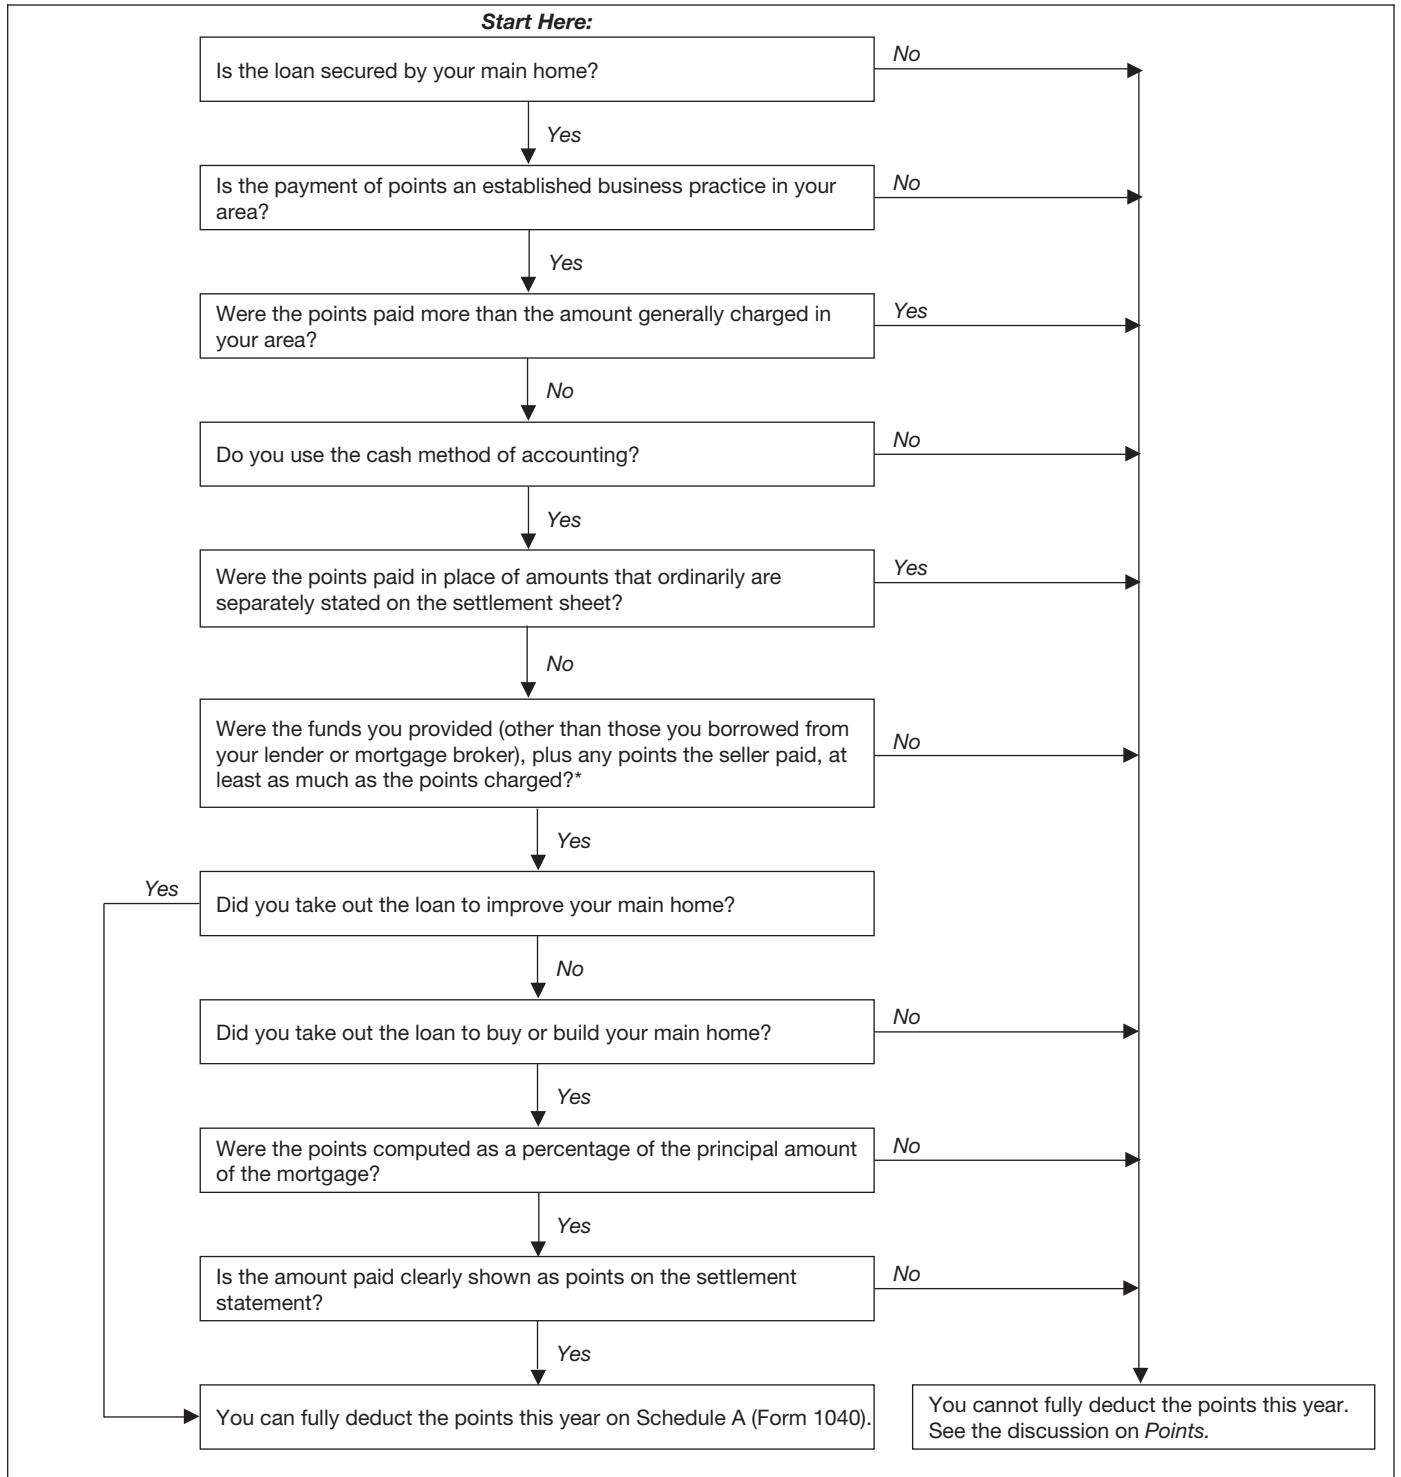 Start Here:
Is the loan secured by your main home?
No
Yes
Is the payment of points an established business practice in your
area?
No
Yes
Were the points paid more than the amount generally charged in
your area?
Yes
No
Do you use the cash method of accounting?
No
Yes
Were the points paid in place of amounts that ordinarily are
separately stated on the settlement sheet?
Yes
No
Were the funds you provided (other than those you borrowed from
your lender or mortgage broker), plus any points the seller paid, at
least as much as the points charged?*
No
Yes
Yes
Did you take out the loan to improve your main home?
No
Did you take out the loan to buy or build your main home?
No
Yes
Were the points computed as a percentage of the principal amount
of the mortgage?
No
Yes
Is the amount paid clearly shown as points on the settlement
statement?
No
Yes
You can fully deduct the points this year on Schedule A (Form 1040).
You cannot fully deduct the points this year.
See the discussion on Points.